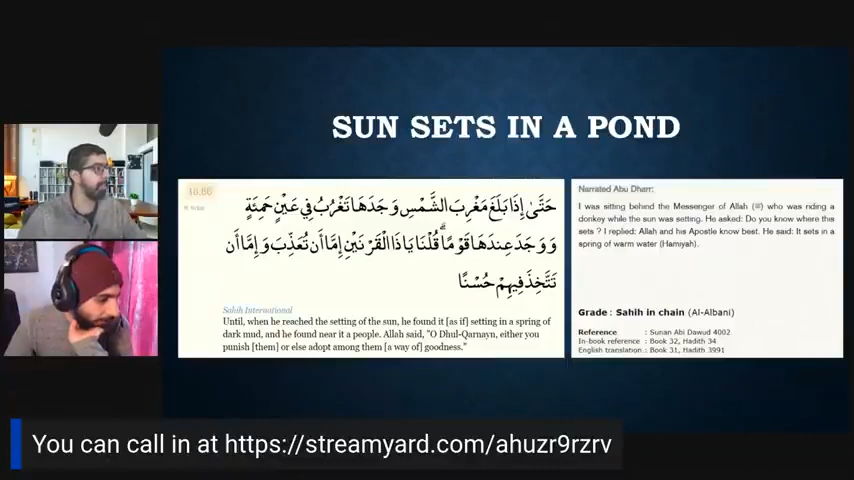 SUN SETS IN A POND
18:86
حَتَّىٰ إِذَا بَلَغَ مَغْرِبَ الشَّمْسِ وَجَدَهَا تَغْرُبُ فِي عَيْنٍ حَمِئَةٍ
وَوَجَدَ عِندَهَا قَوْمًا ۗ قُلْنَا يَا ذَا الْقَرْنَيْنِ إِمَّا أَن تُعَذِّبَ وَإِمَّا أَن
تَتَّخِذَ فِيهِمْ حُسْنًا
Sahih International
Until, when he reached the setting of the sun, he found it [as if] setting in a spring of
dark mud, and he found near it a people. Allah said, "O Dhul-Qarnayn, either you
punish [them] or else adopt among them [a way of] goodness."
Narrated Abu Dharr:
I was sitting behind the Messenger of Allah (ﷺ) who was riding a
donkey while the sun was setting. He asked: Do you know where this
sets ? I replied: Allah and his Apostle know best. He said: It sets in a
spring of warm water (Hamiyah).
Grade : Sahih in chain (Al-Albani)
Reference : Sunan Abi Dawud 4002
In-book reference : Book 32, Hadith 34
English translation : Book 31, Hadith 3991
You can call in at https://streamyard.com/ahuzr9rzrv